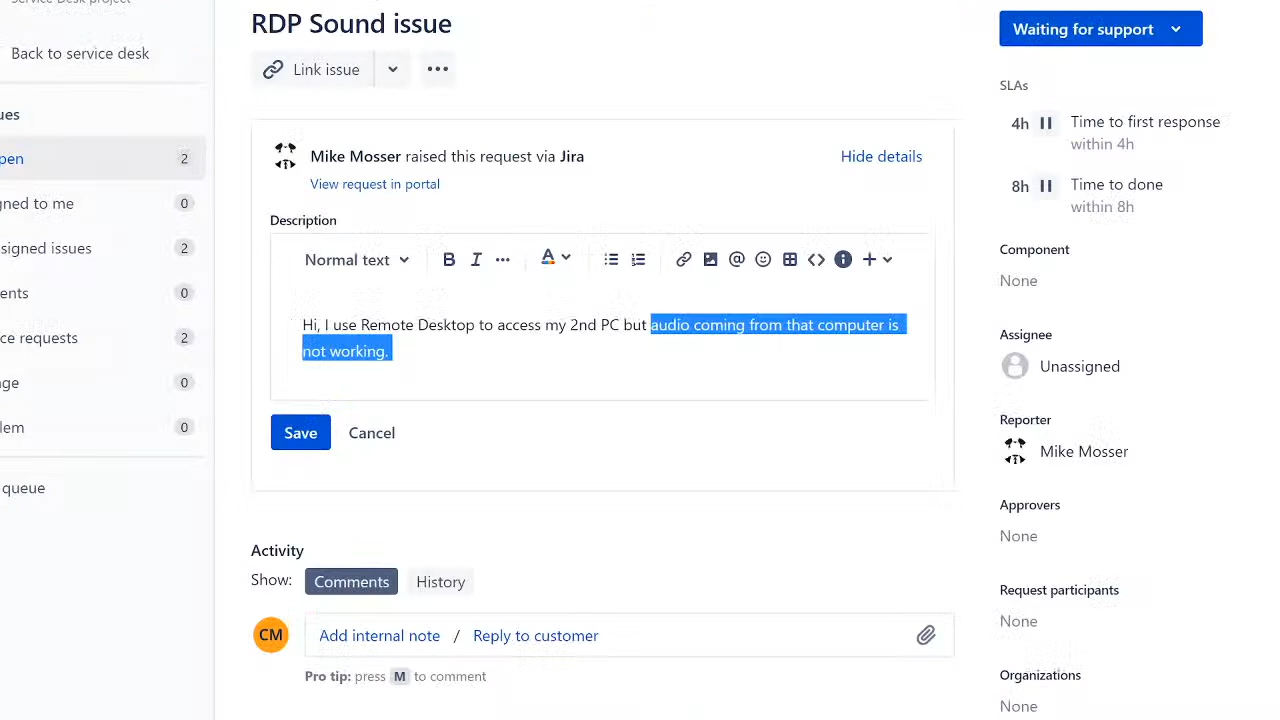 Service Desk project
Back to service desk
ues
pen 2
gned to me 0
signed issues 2
ents 0
ce requests 2
nge 0
lem 0
queue
RDP Sound issue
Link issue
Mike Mosser raised this request via Jira
Hide details
View request in portal
Description
Normal text B I A
Hi, I use Remote Desktop to access my 2nd PC but audio coming from that computer is
not working.
Save Cancel
Activity
Show: Comments History
CM Add internal note / Reply to customer
Pro tip: press M to comment
Waiting for support
SLAs
4h Time to first response
within 4h
8h Time to done
within 8h
Component
None
Assignee
Unassigned
Reporter
Mike Mosser
Approvers
None
Request participants
None
Organizations
None